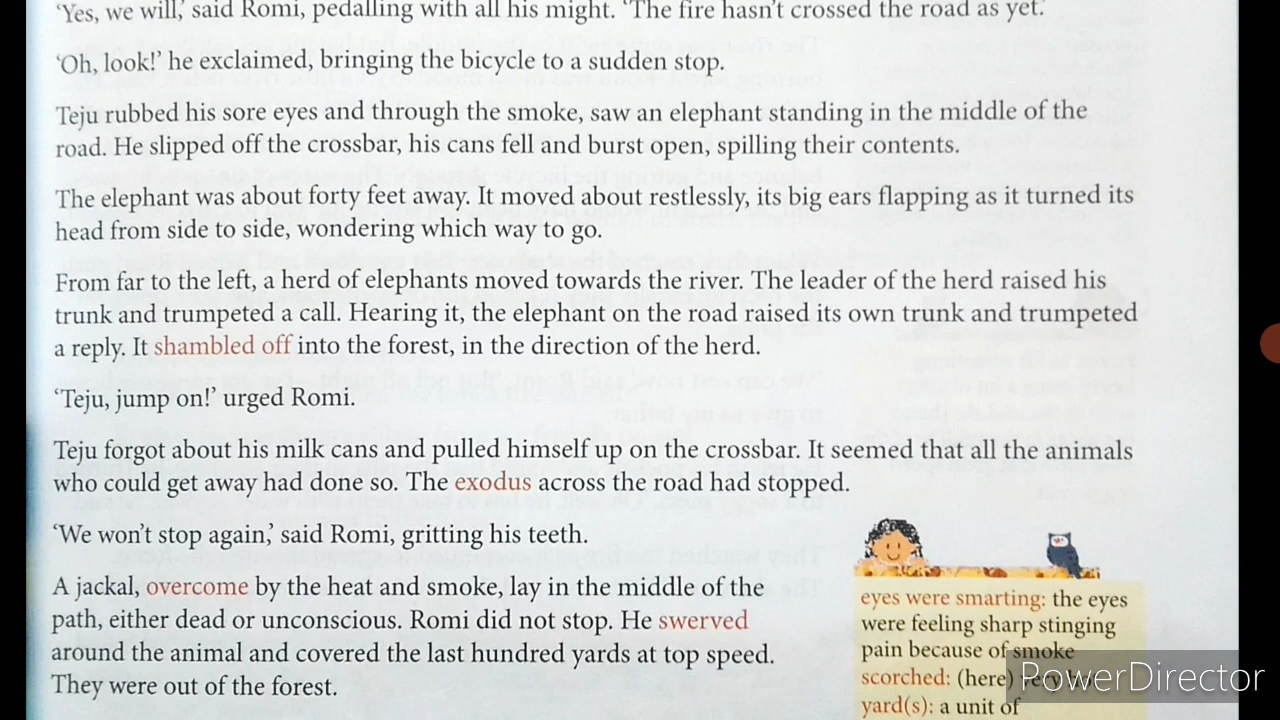 ‘Yes, we will,’ said Romi, pedalling with all his might. ‘The fire hasn’t crossed the road as yet.’
‘Oh, look!’ he exclaimed, bringing the bicycle to a sudden stop.
Teju rubbed his sore eyes and through the smoke, saw an elephant standing in the middle of the
road. He slipped off the crossbar, his cans fell and burst open, spilling their contents.
The elephant was about forty feet away. It moved about restlessly, its big ears flapping as it turned its
head from side to side, wondering which way to go.
From far to the left, a herd of elephants moved towards the river. The leader of the herd raised his
trunk and trumpeted a call. Hearing it, the elephant on the road raised its own trunk and trumpeted
a reply. It shambled off into the forest, in the direction of the herd.
‘Teju, jump on!’ urged Romi.
Teju forgot about his milk cans and pulled himself up on the crossbar. It seemed that all the animals
who could get away had done so. The exodus across the road had stopped.
‘We won’t stop again,’ said Romi, gritting his teeth.
A jackal, overcome by the heat and smoke, lay in the middle of the
path, either dead or unconscious. Romi did not stop. He swerved
around the animal and covered the last hundred yards at top speed.
They were out of the forest.
eyes were smarting: the eyes
were feeling sharp stinging
pain because of smoke
scorched: (here)
yard(s): a unit of
PowerDirector